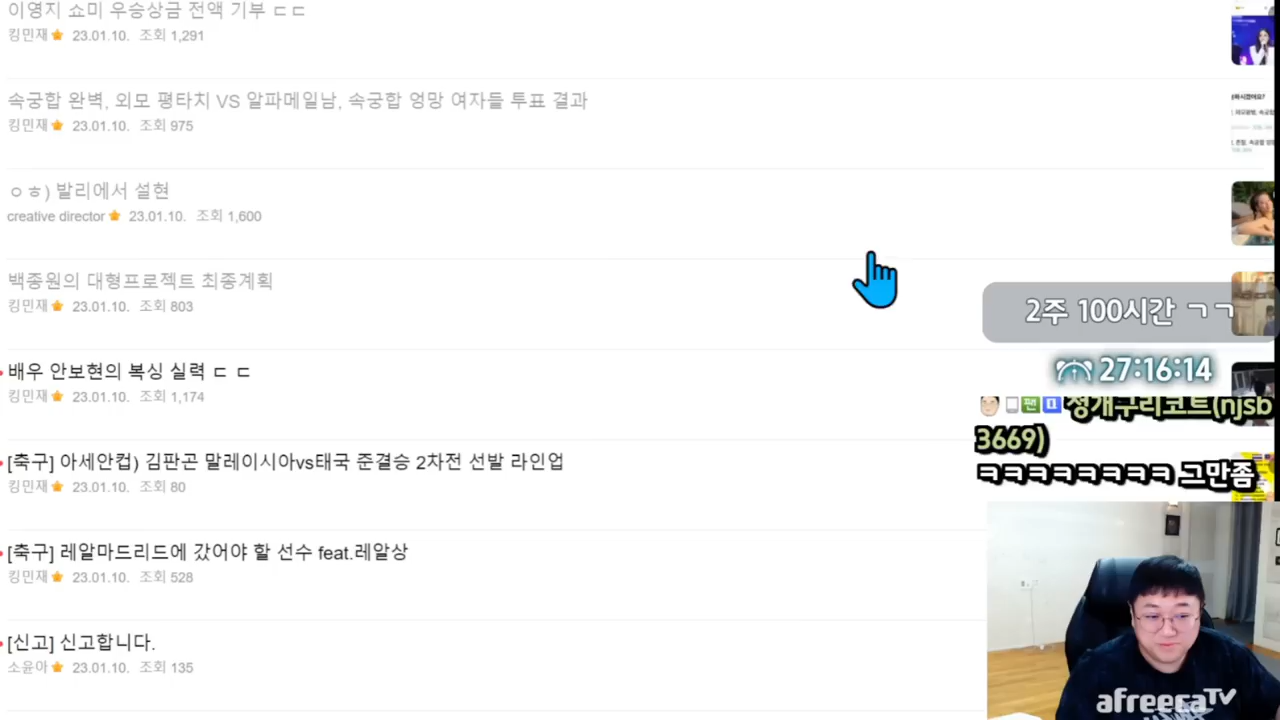 이영지 쇼미 우승상금 전액 기부 ㄷㄷ
킹민재 23.01.10. 조회 1,291
속궁합 완벽, 외모 평타치 VS 알파메일남, 속궁합 엉망 여자들 투표 결과
킹민재 23.01.10. 조회 975
ㅇㅎ) 발리에서 설현
creative director 23.01.10. 조회 1,600
백종원의 대형프로젝트 최종계획
킹민재 23.01.10. 조회 803
2주 100시간 ㄱㄱ
배우 안보현의 복싱 실력 ㄷ ㄷ
킹민재 23.01.10. 조회 1,174
27:16:14
팬 청개구리코트(njsb
3669)
ㅋㅋㅋㅋㅋㅋㅋㅋ 그만좀
[축구] 아세안컵) 김판곤 말레이시아vs태국 준결승 2차전 선발 라인업
킹민재 23.01.10. 조회 80
[축구] 레알마드리드에 갔어야 할 선수 feat.레알상
킹민재 23.01.10. 조회 528
[신고] 신고합니다.
소윤아 23.01.10. 조회 135
afreecaTV